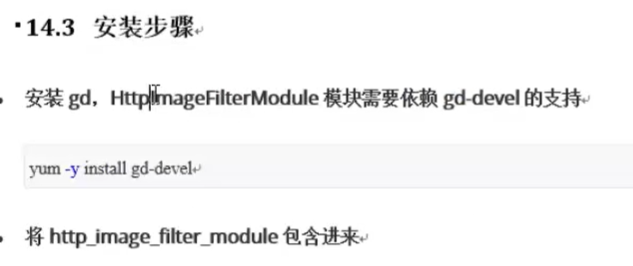 14.3 安装步骤
安装 gd，HttpImageFilterModule 模块需要依赖 gd-devel 的支持
yum -y install gd-devel
将 http_image_filter_module 包含进来